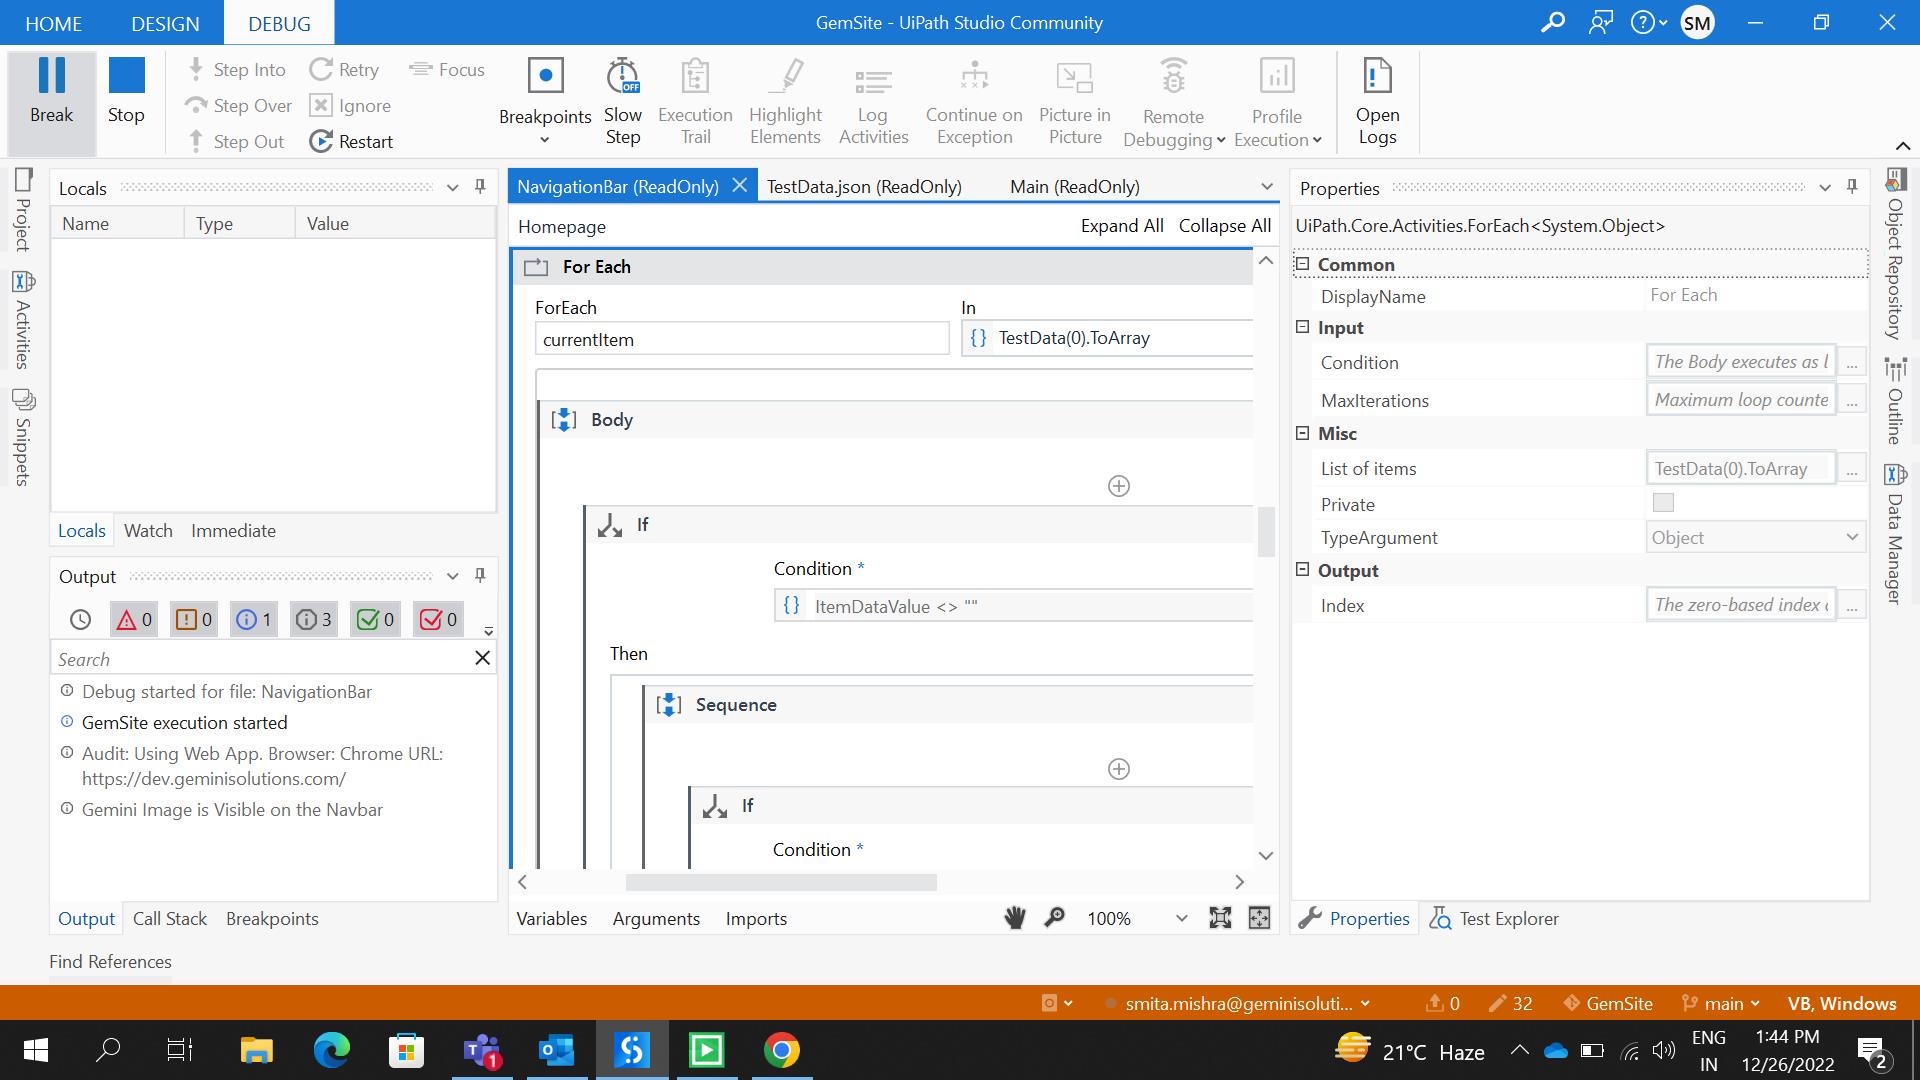 HOME
DESIGN
DEBUG
GemSite - UiPath Studio Community
SM
Break
Stop
Step Into
Step Over
Step Out
Retry
Ignore
Restart
Focus
Breakpoints
OFF
Slow
Step
Execution
Trail
Highlight
Elements
Log
Activities
Continue on
Exception
Picture in
Picture
Remote
Debugging
Profile
Execution
Open
Logs
Project
Activities
Snippets
Locals
Name
Type
Value
Locals
Watch
Immediate
Output
0
0
1
3
0
0
Search
Debug started for file: NavigationBar
GemSite execution started
Audit: Using Web App. Browser: Chrome URL:
https://dev.geminisolutions.com/
Gemini Image is Visible on the Navbar
Output
Call Stack
Breakpoints
Find References
NavigationBar (ReadOnly)
TestData.json (ReadOnly)
Main (ReadOnly)
Homepage
Expand All
Collapse All
For Each
ForEach
In
currentItem
{} TestData(0).ToArray
Body
If
Condition *
{} ItemDataValue <> ""
Then
Sequence
If
Condition *
Variables
Arguments
Imports
100%
Properties
UiPath.Core.Activities.ForEach<System.Object>
Common
DisplayName
For Each
Input
Condition
The Body executes as l
...
MaxIterations
Maximum loop counte
...
Misc
List of items
TestData(0).ToArray
...
Private
TypeArgument
Object
Output
Index
The zero-based index o
...
Properties
Test Explorer
Object Repository
Outline
Data Manager
smita.mishra@geminisoluti...
0
32
GemSite
main
VB, Windows
1
21°C Haze
ENG
IN
1:44 PM
12/26/2022
2